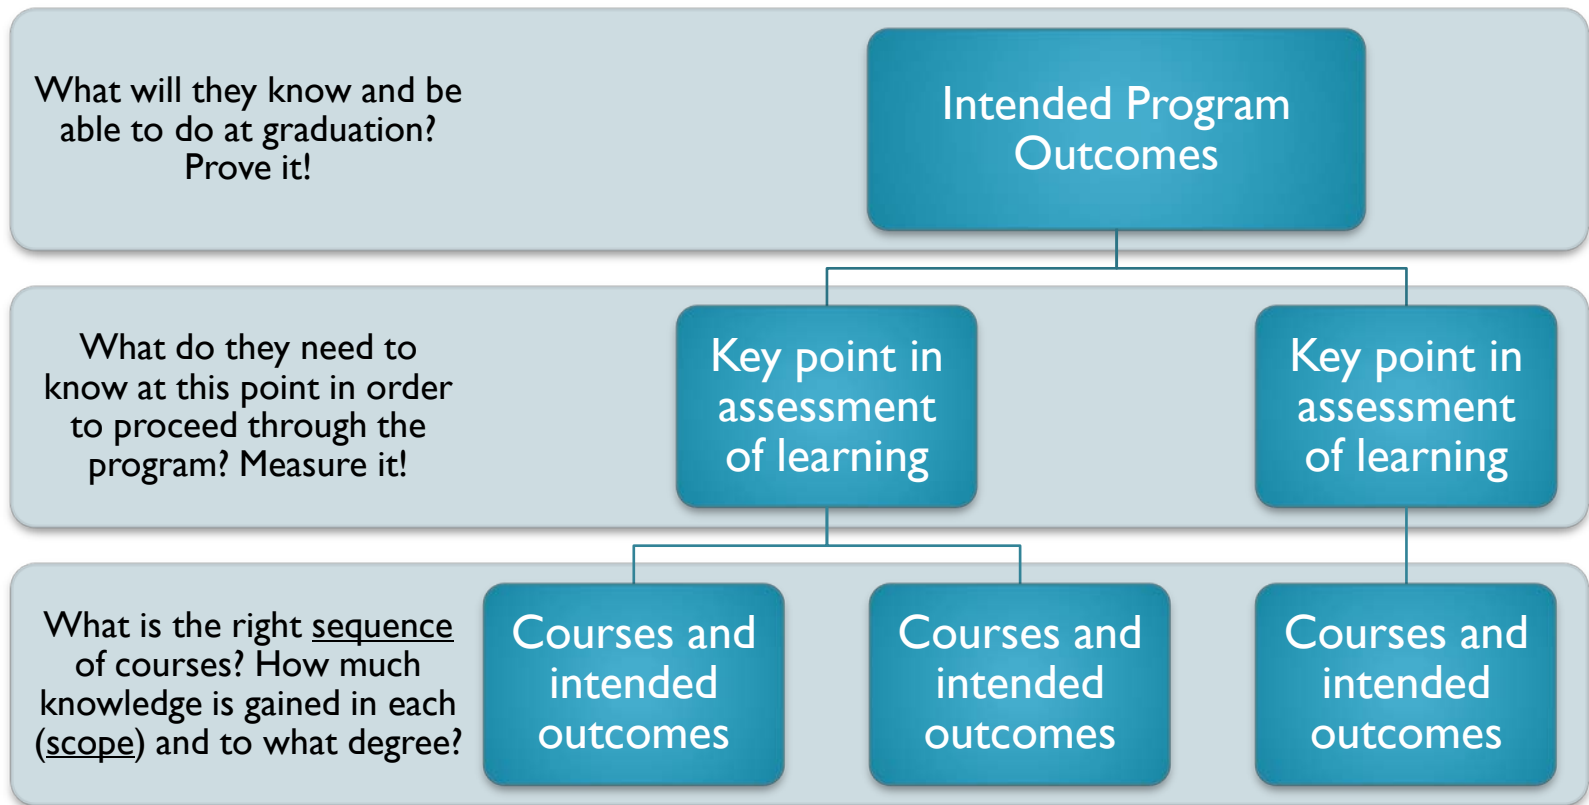 What will they know and be
able to do at graduation?
Prove it!
Intended Program
Outcomes
What do they need to
know at this point in order
to proceed through the
program? Measure it!
Key point in
assessment
of learning
Key point in
assessment
of learning
What is the right sequence
of courses? How much
knowledge is gained in each
(scope) and to what degree?
Courses and
intended
outcomes
Courses and
intended
outcomes
Courses and
intended
outcomes